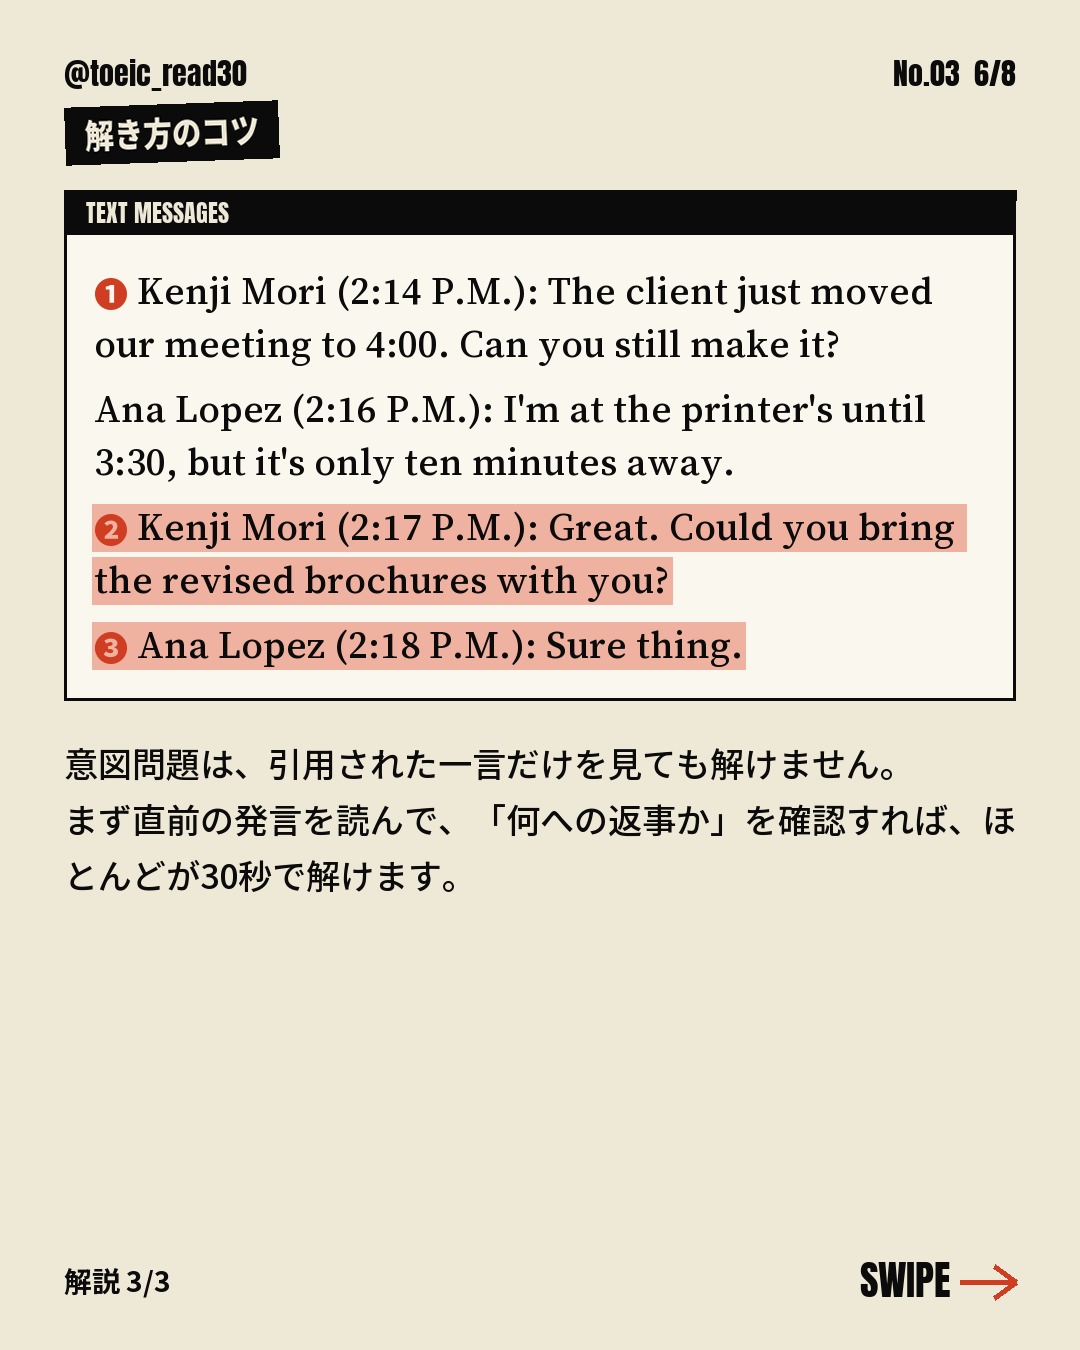 @toeic_read30
No.03 6/8
解き方のコツ
TEXT MESSAGES
❶ Kenji Mori (2:14 P.M.): The client just moved
our meeting to 4:00. Can you still make it?
Ana Lopez (2:16 P.M.): I'm at the printer's until
3:30, but it's only ten minutes away.
❷ Kenji Mori (2:17 P.M.): Great. Could you bring
the revised brochures with you?
❸ Ana Lopez (2:18 P.M.): Sure thing.
意図問題は、引用された一言だけを見ても解けません。
まず直前の発言を読んで、「何への返事か」を確認すれば、ほ
とんどが30秒で解けます。
解説 3/3
SWIPE →